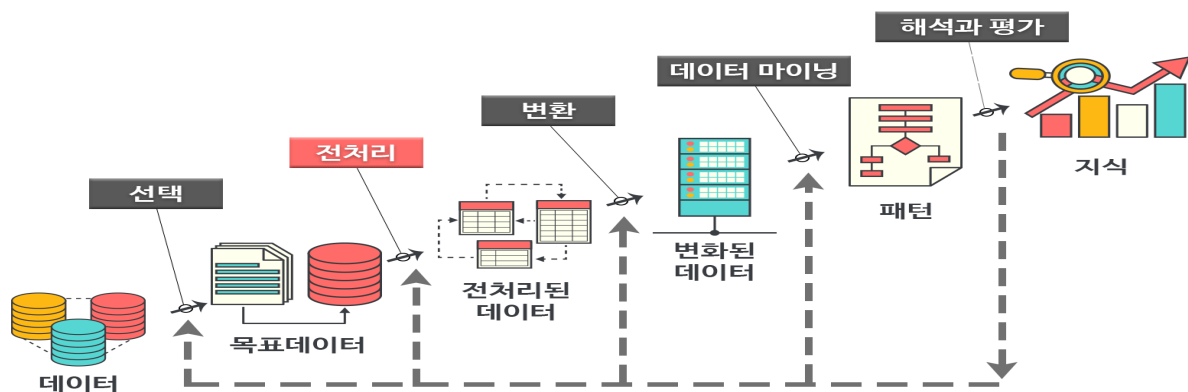 해석과 평가
데이터 마이닝
변환
전처리
선택
지식
패턴
변화된
데이터
전처리된
데이터
목표데이터
데이터